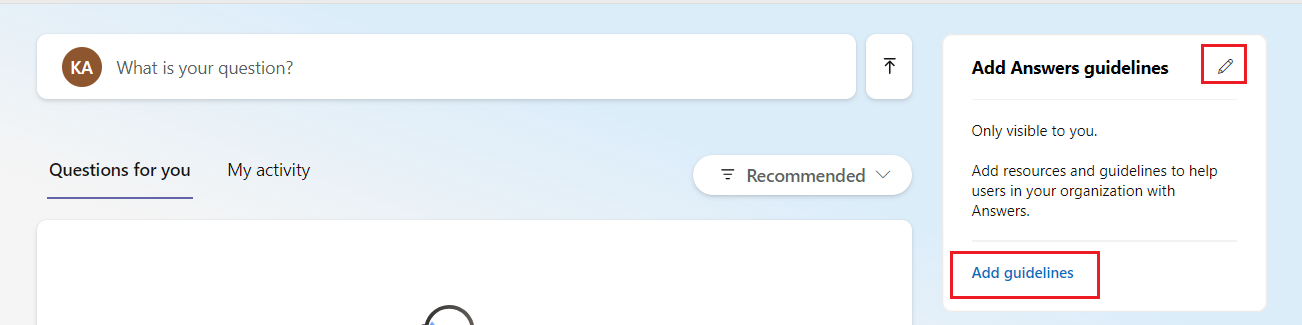 KA What is your question?
Add Answers guidelines
Only visible to you.
Add resources and guidelines to help
users in your organization with
Answers.
Add guidelines
Questions for you My activity
Recommended